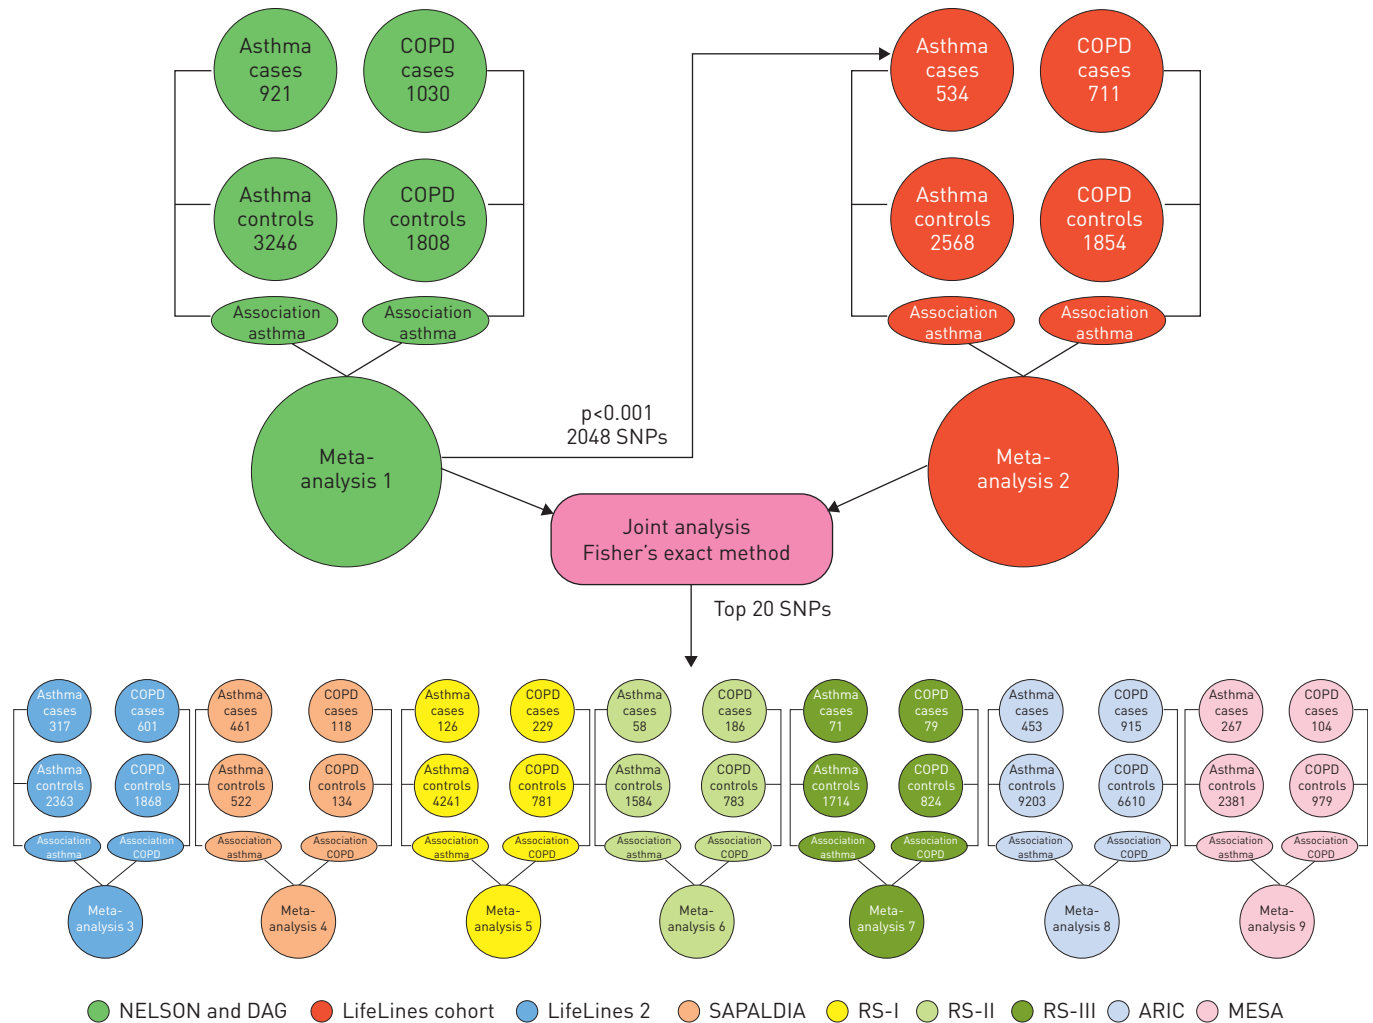 Asthma
cases
921
COPD
cases
1030
Asthma
controls
3246
COPD
controls
1808
Association
asthma
Association
asthma
Meta-
analysis 1
p<0.001
2048 SNPs
Asthma
cases
534
COPD
cases
711
Asthma
controls
2568
COPD
controls
1854
Association
asthma
Association
asthma
Meta-
analysis 2
Joint analysis
Fisher's exact method
Top 20 SNPs
Asthma
cases
317
COPD
cases
601
Asthma
controls
2363
COPD
controls
1868
Association
asthma
Association
COPD
Meta-
analysis 3
Asthma
cases
461
COPD
cases
118
Asthma
controls
522
COPD
controls
134
Association
asthma
Association
COPD
Meta-
analysis 4
Asthma
cases
126
COPD
cases
229
Asthma
controls
4241
COPD
controls
781
Association
asthma
Association
COPD
Meta-
analysis 5
Asthma
cases
58
COPD
cases
186
Asthma
controls
1584
COPD
controls
783
Association
asthma
Association
COPD
Meta-
analysis 6
Asthma
cases
71
COPD
cases
79
Asthma
controls
1714
COPD
controls
824
Association
asthma
Association
COPD
Meta-
analysis 7
Asthma
cases
453
COPD
cases
915
Asthma
controls
9203
COPD
controls
6610
Association
asthma
Association
COPD
Meta-
analysis 8
Asthma
cases
267
COPD
cases
104
Asthma
controls
2381
COPD
controls
979
Association
asthma
Association
COPD
Meta-
analysis 9
NELSON and DAG
LifeLines cohort
LifeLines 2
SAPALDIA
RS-I
RS-II
RS-III
ARIC
MESA